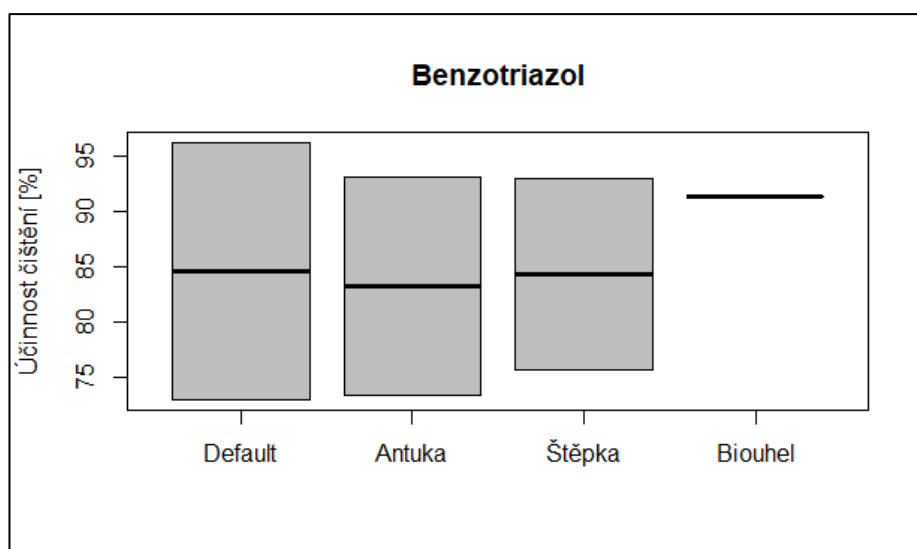 Benzotriazol
Účinnost čištění [%]
95
90
85
80
75
Default Antuka Štěpka Biouhel